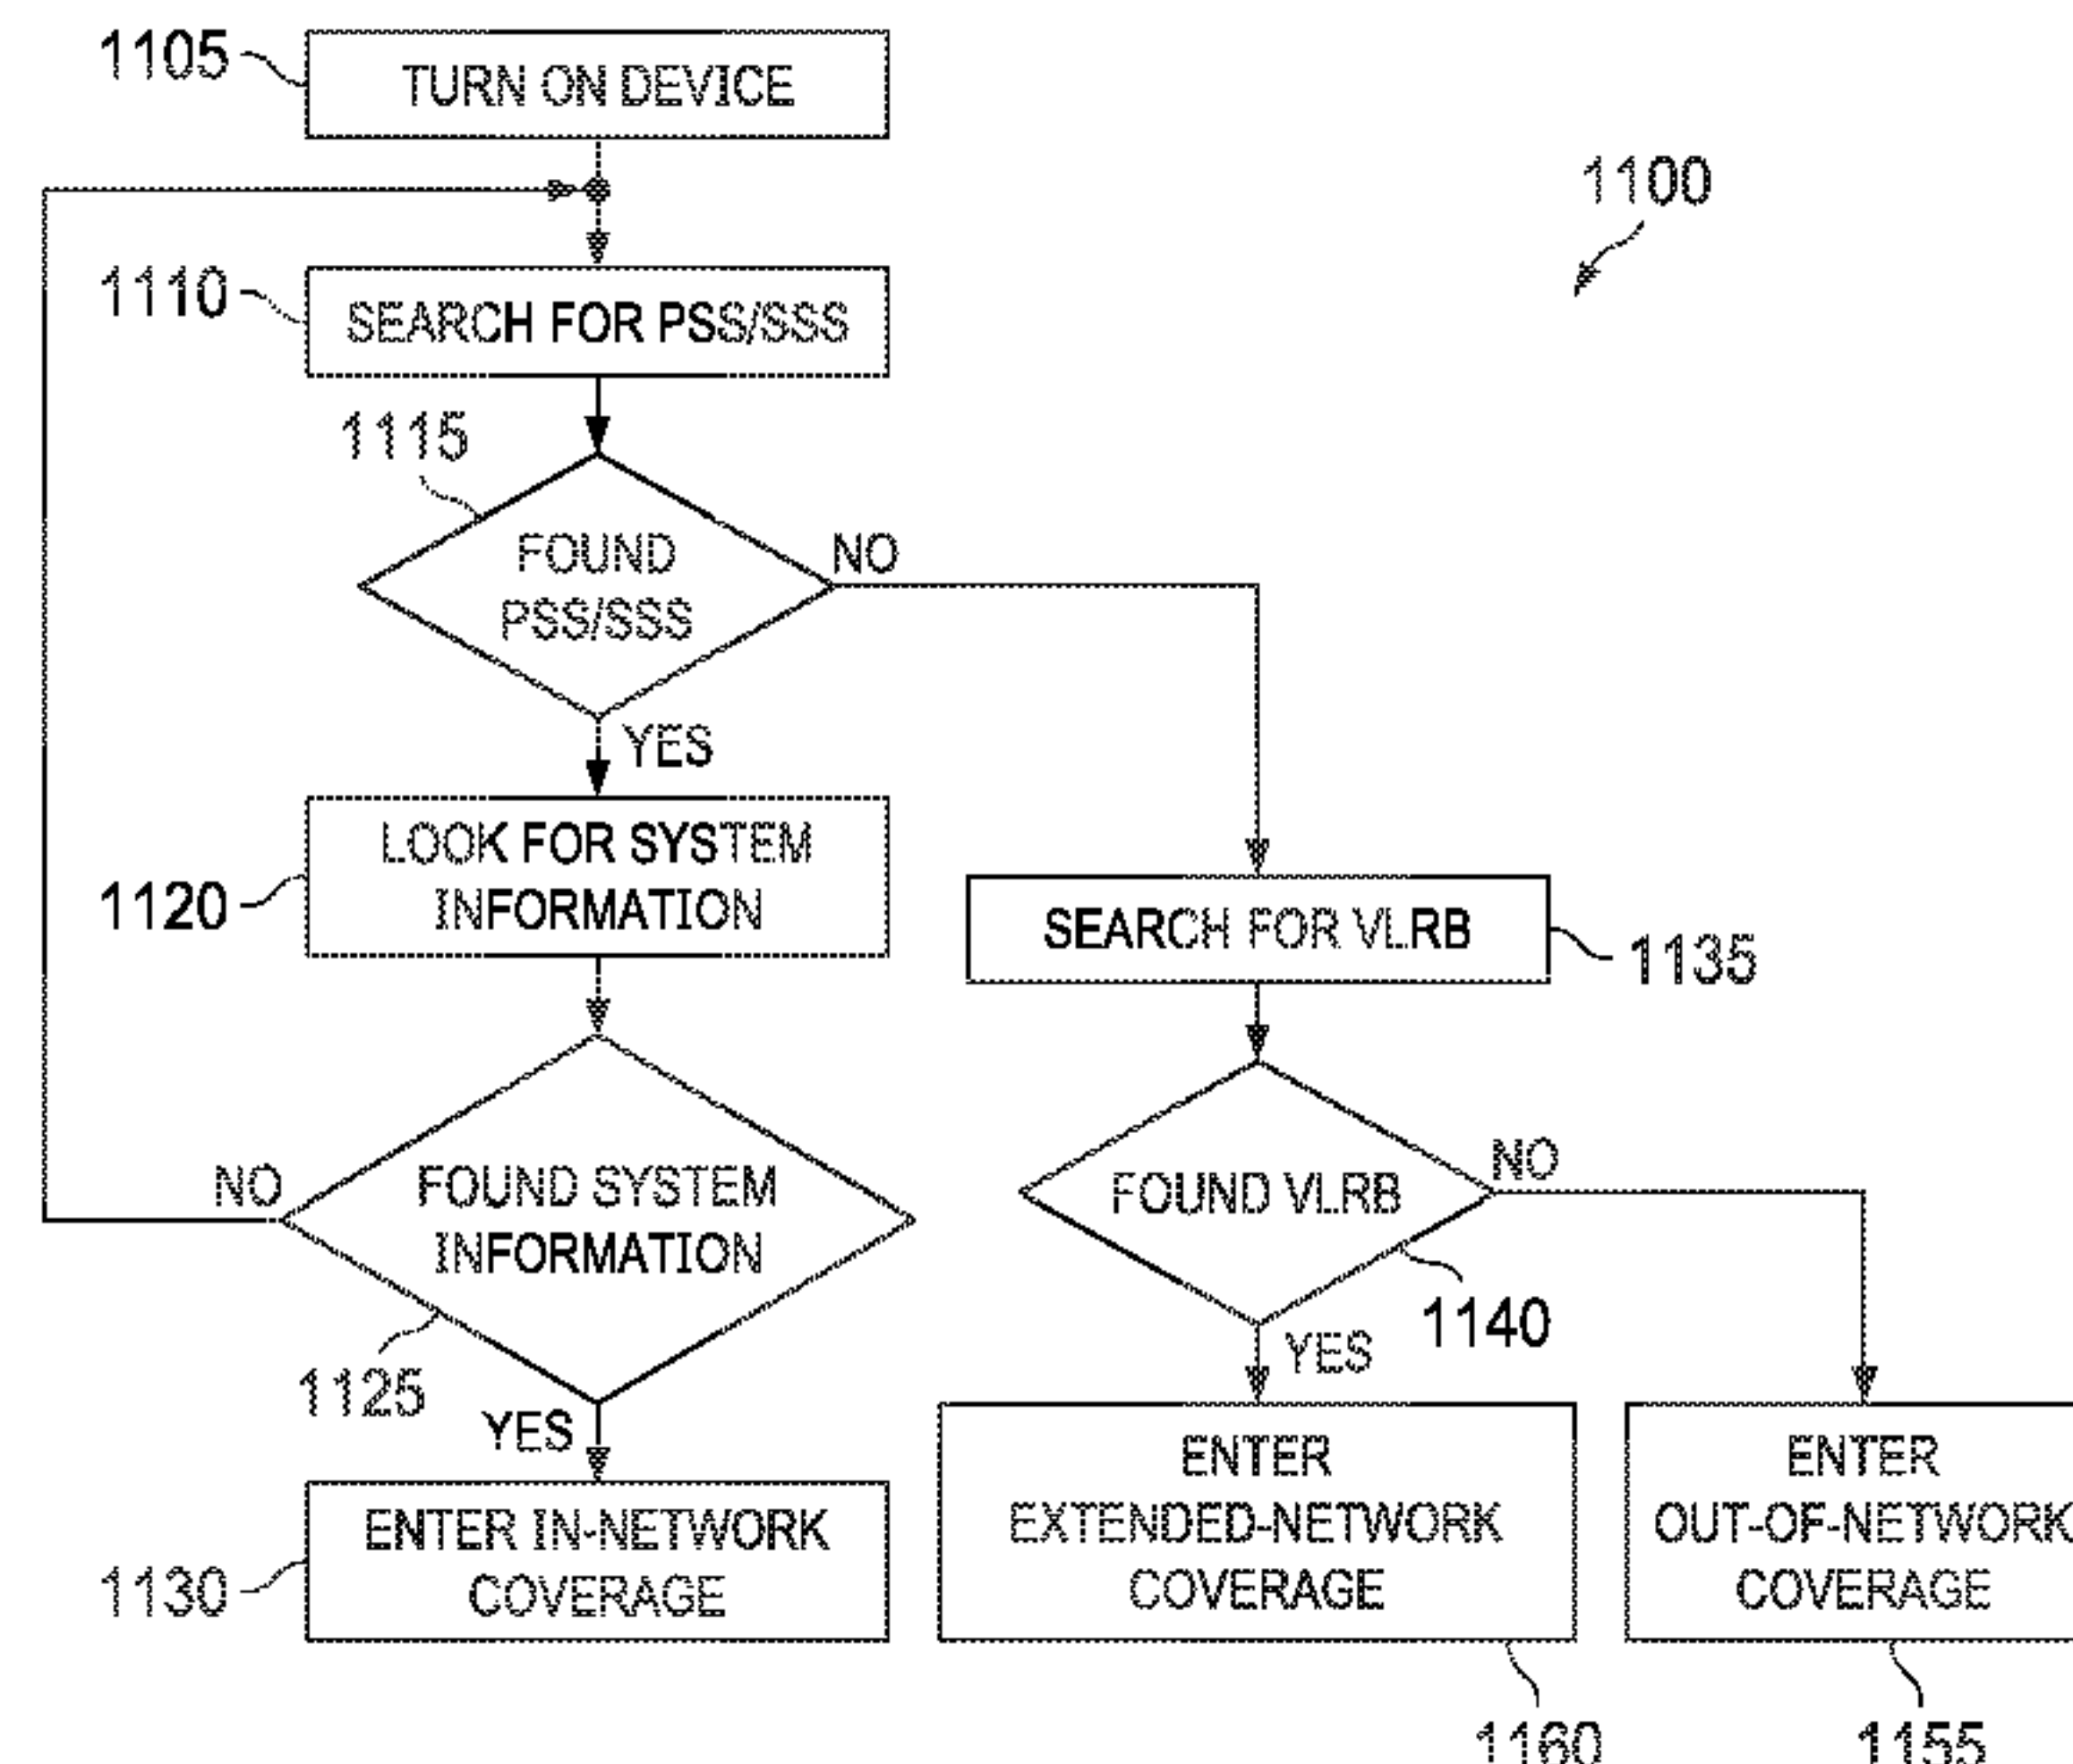 1105
TURN ON DEVICE
1100
1110
SEARCH FOR PSS/SSS
1115
FOUND
PSS/SSS
NO
YES
LOOK FOR SYSTEM
INFORMATION
1120
SEARCH FOR VLRB
1135
FOUND SYSTEM
INFORMATION
NO
1125
YES
FOUND VLRB
NO
1140
YES
ENTER IN-NETWORK
COVERAGE
1130
ENTER
EXTENDED-NETWORK
COVERAGE
1160
ENTER
OUT-OF-NETWORK
COVERAGE
1155